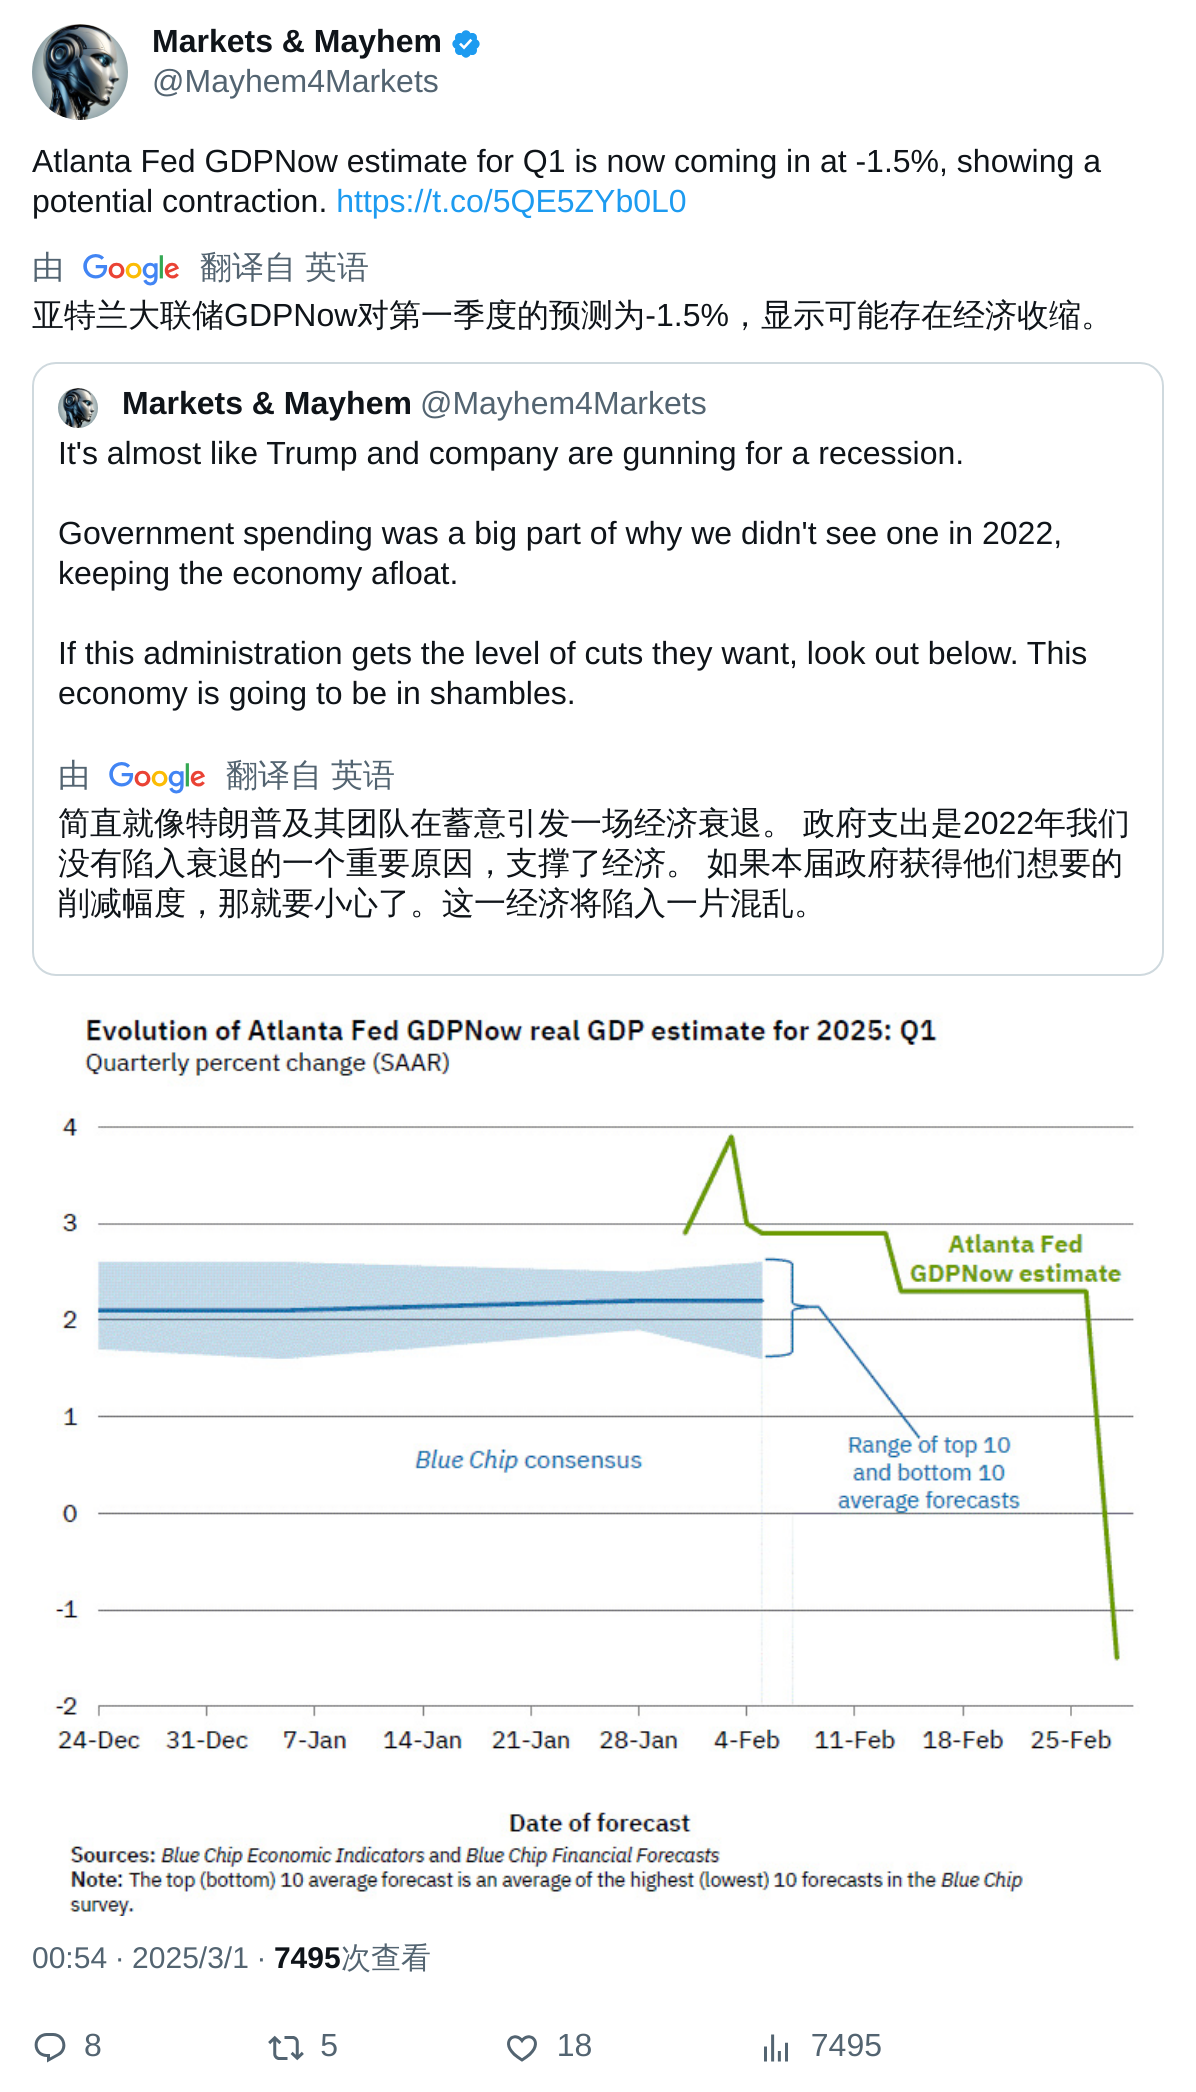 Markets & Mayhem
@Mayhem4Markets
Atlanta Fed GDPNow estimate for Q1 is now coming in at -1.5%, showing a
potential contraction. https://t.co/5QE5ZYb0L0
由 Google 翻译自 英语
亚特兰大联储GDPNow对第一季度的预测为-1.5%，显示可能存在经济收缩。
Markets & Mayhem @Mayhem4Markets
It's almost like Trump and company are gunning for a recession.
Government spending was a big part of why we didn't see one in 2022,
keeping the economy afloat.
If this administration gets the level of cuts they want, look out below. This
economy is going to be in shambles.
由 Google 翻译自 英语
简直就像特朗普及其团队在蓄意引发一场经济衰退。 政府支出是2022年我们
没有陷入衰退的一个重要原因，支撑了经济。 如果本届政府获得他们想要的
削减幅度，那就要小心了。这一经济将陷入一片混乱。
Evolution of Atlanta Fed GDPNow real GDP estimate for 2025: Q1
Quarterly percent change (SAAR)
4
3
Atlanta Fed
GDPNow estimate
2
1
Range of top 10
and bottom 10
average forecasts
Blue Chip consensus
0
-1
-2
24-Dec 31-Dec 7-Jan 14-Jan 21-Jan 28-Jan 4-Feb 11-Feb 18-Feb 25-Feb
Date of forecast
Sources: Blue Chip Economic Indicators and Blue Chip Financial Forecasts
Note: The top (bottom) 10 average forecast is an average of the highest (lowest) 10 forecasts in the Blue Chip
survey.
00:54 · 2025/3/1 · 7495次查看
8 5 18 7495